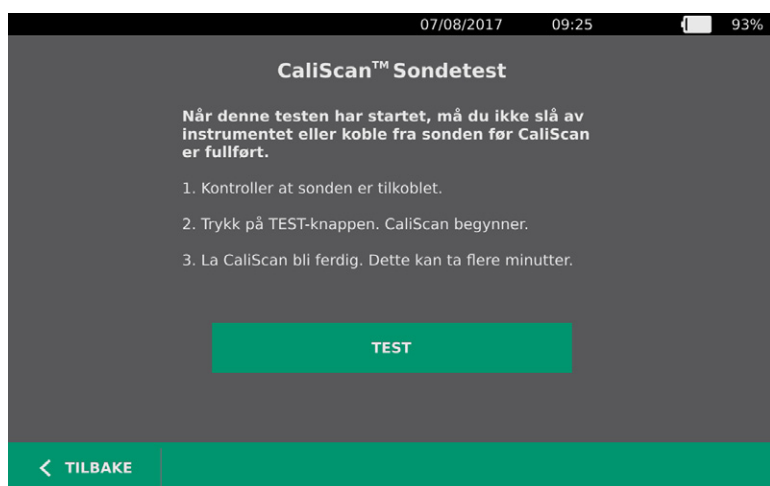 07/08/2017 09:25 93%
CaliScan™ Sondetest
Når denne testen har startet, må du ikke slå av
instrumentet eller koble fra sonden før CaliScan
er fullført.
1. Kontroller at sonden er tilkoblet.
2. Trykk på TEST-knappen. CaliScan begynner.
3. La CaliScan bli ferdig. Dette kan ta flere minutter.
TEST
TILBAKE